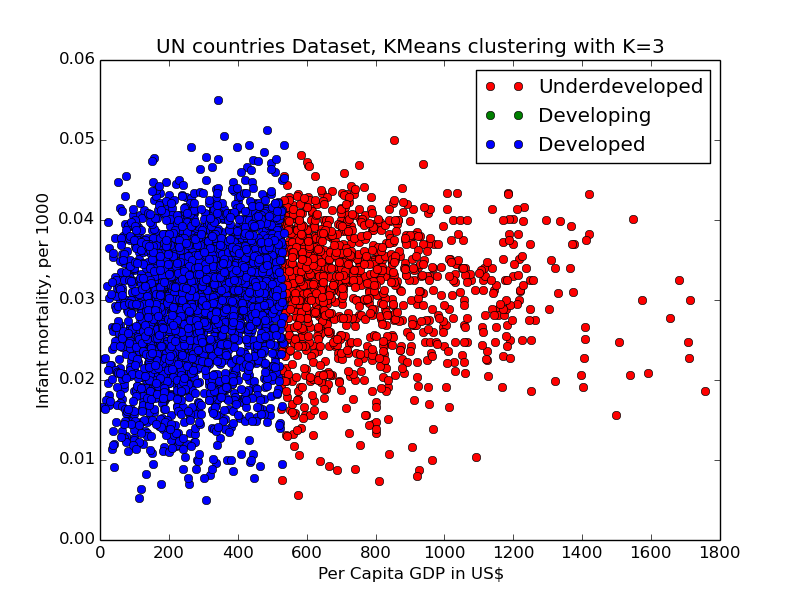 UN countries Dataset, KMeans clustering with K=3
Underdeveloped
Developing
Developed
0.06
0.05
0.04
0.03
0.02
0.01
0.00
Infant mortality, per 1000
0 200 400 600 800 1000 1200 1400 1600 1800
Per Capita GDP in US$